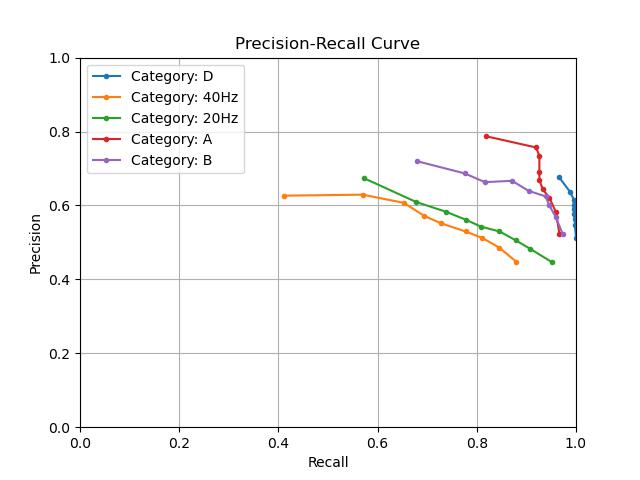 Precision-Recall Curve
1.0
0.8
0.6
0.4
0.2
0.0
Precision
Category: D
Category: 40Hz
Category: 20Hz
Category: A
Category: B
0.0 0.2 0.4 0.6 0.8 1.0
Recall